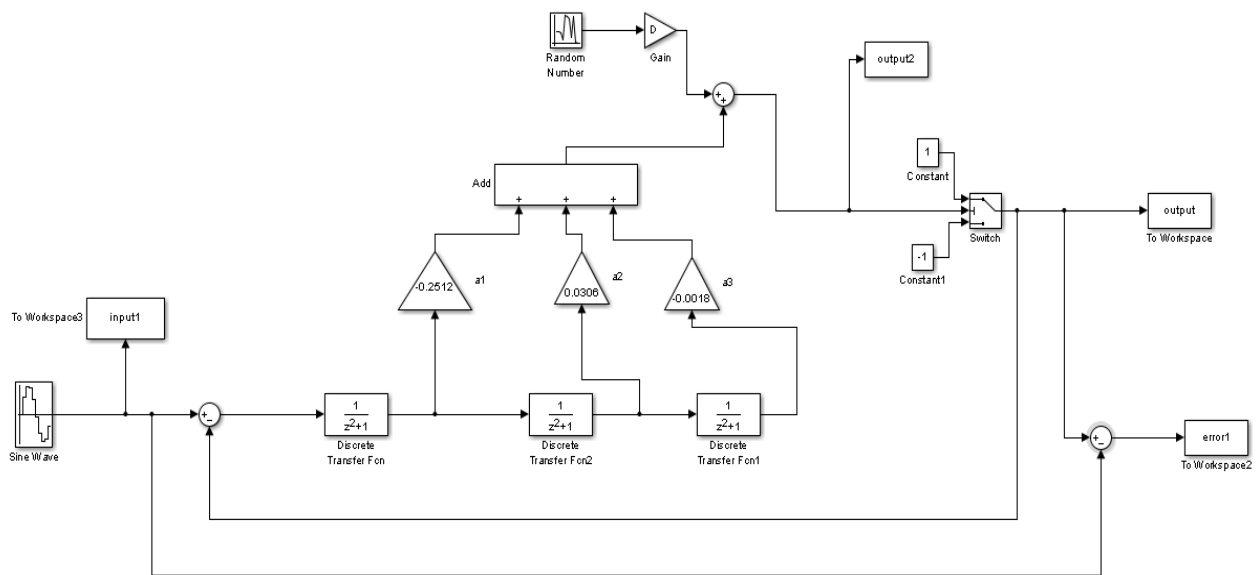 D
Random
Number
Gain
output2
+
+
1
Constant
Add
+ + +
output
Switch
To Workspace
-1
Constant1
-0.2512
a1
0.0306
a2
-0.0018
a3
To Workspace3
input1
Sine Wave
+
-
1
z²+1
Discrete
Transfer Fcn
1
z²+1
Discrete
Transfer Fcn2
1
z²+1
Discrete
Transfer Fcn1
+
-
error1
To Workspace2